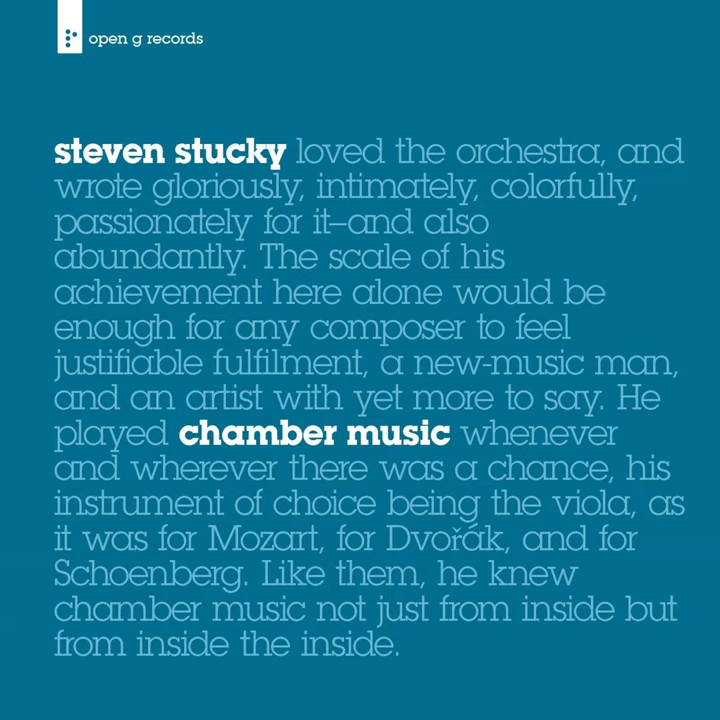 open g records
steven stucky loved the orchestra, and
wrote gloriously, intimately, colorfully,
passionately for it—and also
abundantly. The scale of his
achievement here alone would be
enough for any composer to feel
justifiable fulfilment, a new-music man,
and an artist with yet more to say. He
played chamber music whenever
and wherever there was a chance, his
instrument of choice being the viola, as
it was for Mozart, for Dvořák, and for
Schoenberg. Like them, he knew
chamber music not just from inside but
from inside the inside.